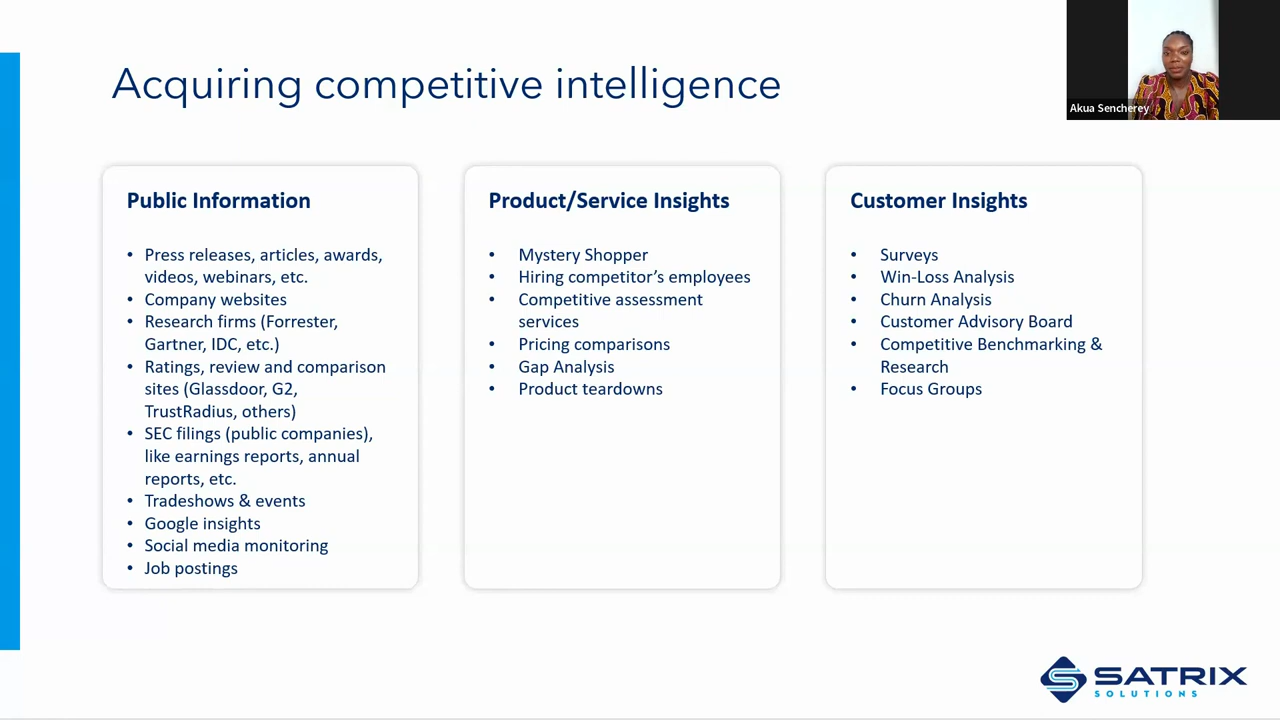 Acquiring competitive intelligence
Akua Sencherey
Public Information
• Press releases, articles, awards,
videos, webinars, etc.
• Company websites
• Research firms (Forrester,
Gartner, IDC, etc.)
• Ratings, review and comparison
sites (Glassdoor, G2,
TrustRadius, others)
• SEC filings (public companies),
like earnings reports, annual
reports, etc.
• Tradeshows & events
• Google insights
• Social media monitoring
• Job postings
Product/Service Insights
• Mystery Shopper
• Hiring competitor’s employees
• Competitive assessment
services
• Pricing comparisons
• Gap Analysis
• Product teardowns
Customer Insights
• Surveys
• Win-Loss Analysis
• Churn Analysis
• Customer Advisory Board
• Competitive Benchmarking &
Research
• Focus Groups
SATRIX
SOLUTIONS